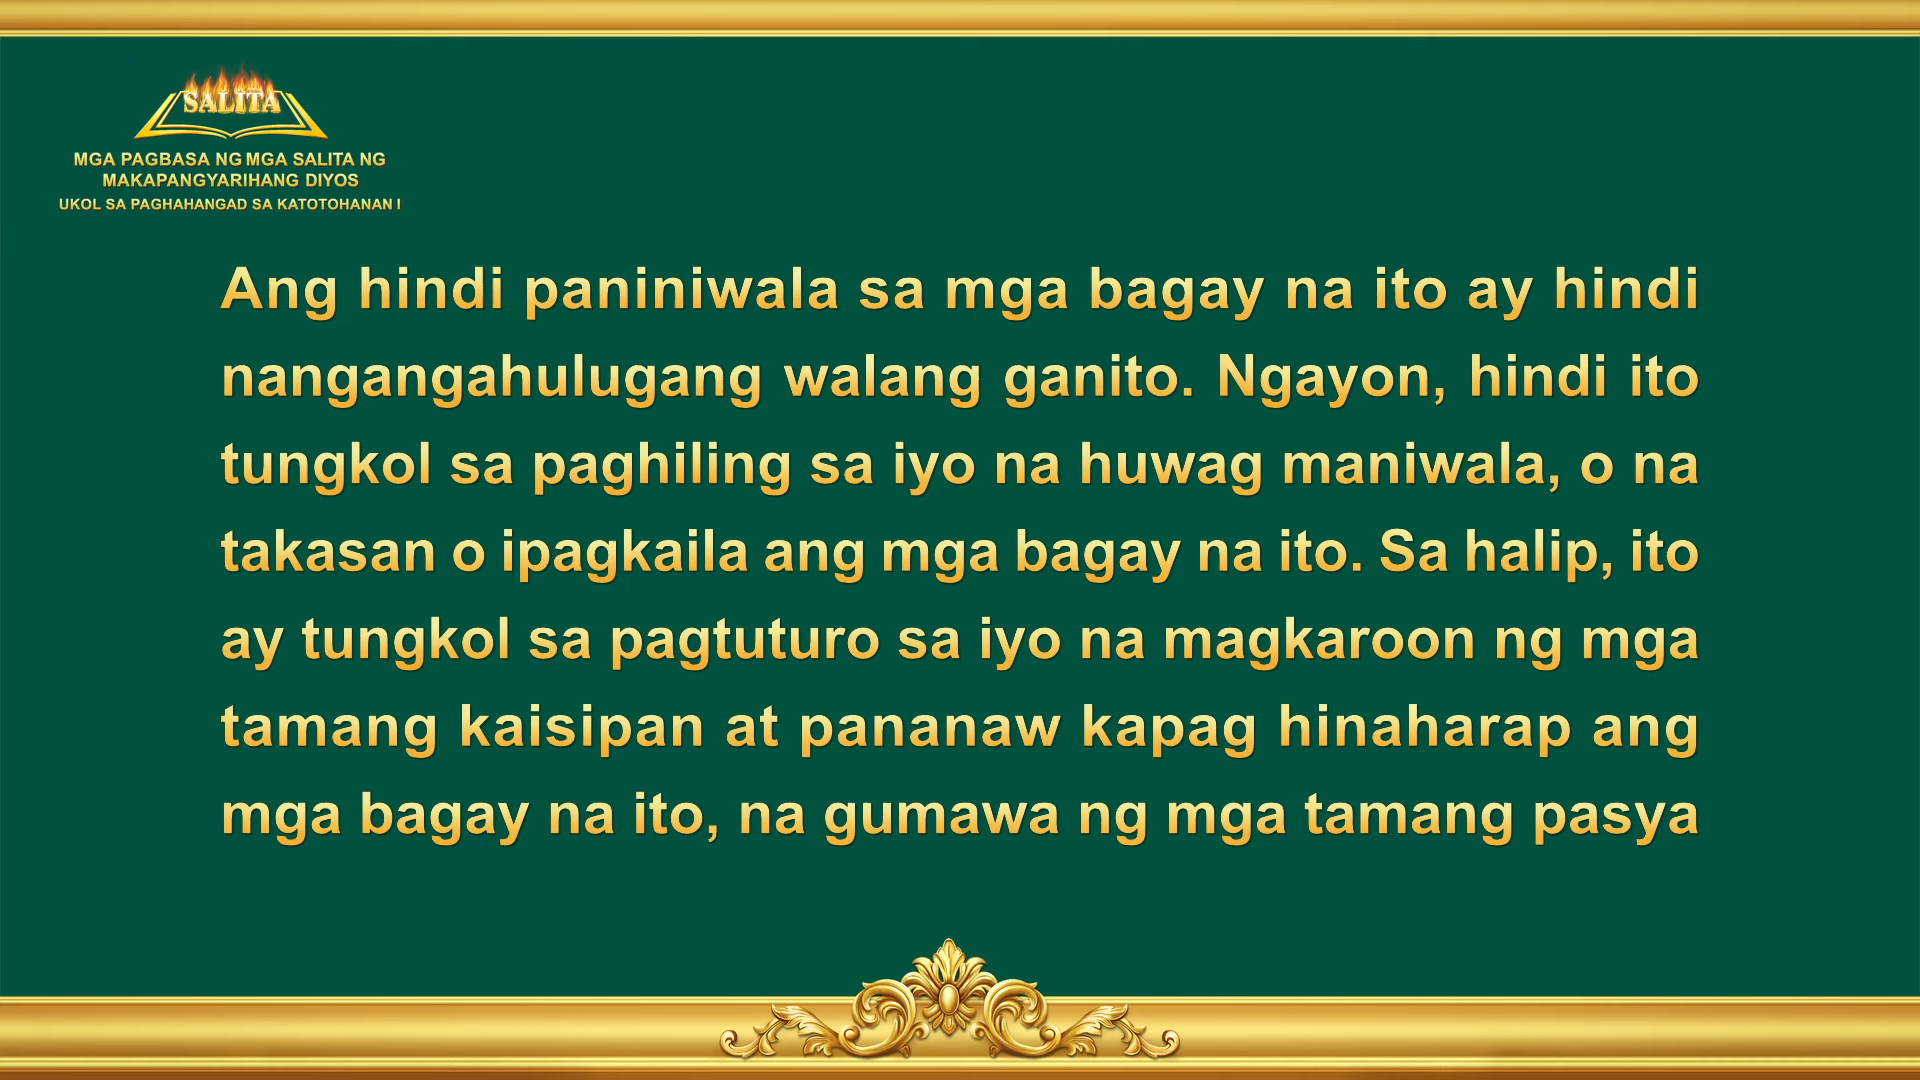 SALITA
MGA PAGBASA NG MGA SALITA NG
MAKAPANGYARIHANG DIYOS
UKOL SA PAGHAHANGAD SA KATOTOHANAN I
Ang hindi paniniwala sa mga bagay na ito ay hindi
nangangahulugang walang ganito. Ngayon, hindi ito
tungkol sa paghiling sa iyo na huwag maniwala, o na
takasan o ipagkaila ang mga bagay na ito. Sa halip, ito
ay tungkol sa pagtuturo sa iyo na magkaroon ng mga
tamang kaisipan at pananaw kapag hinaharap ang
mga bagay na ito, na gumawa ng mga tamang pasya